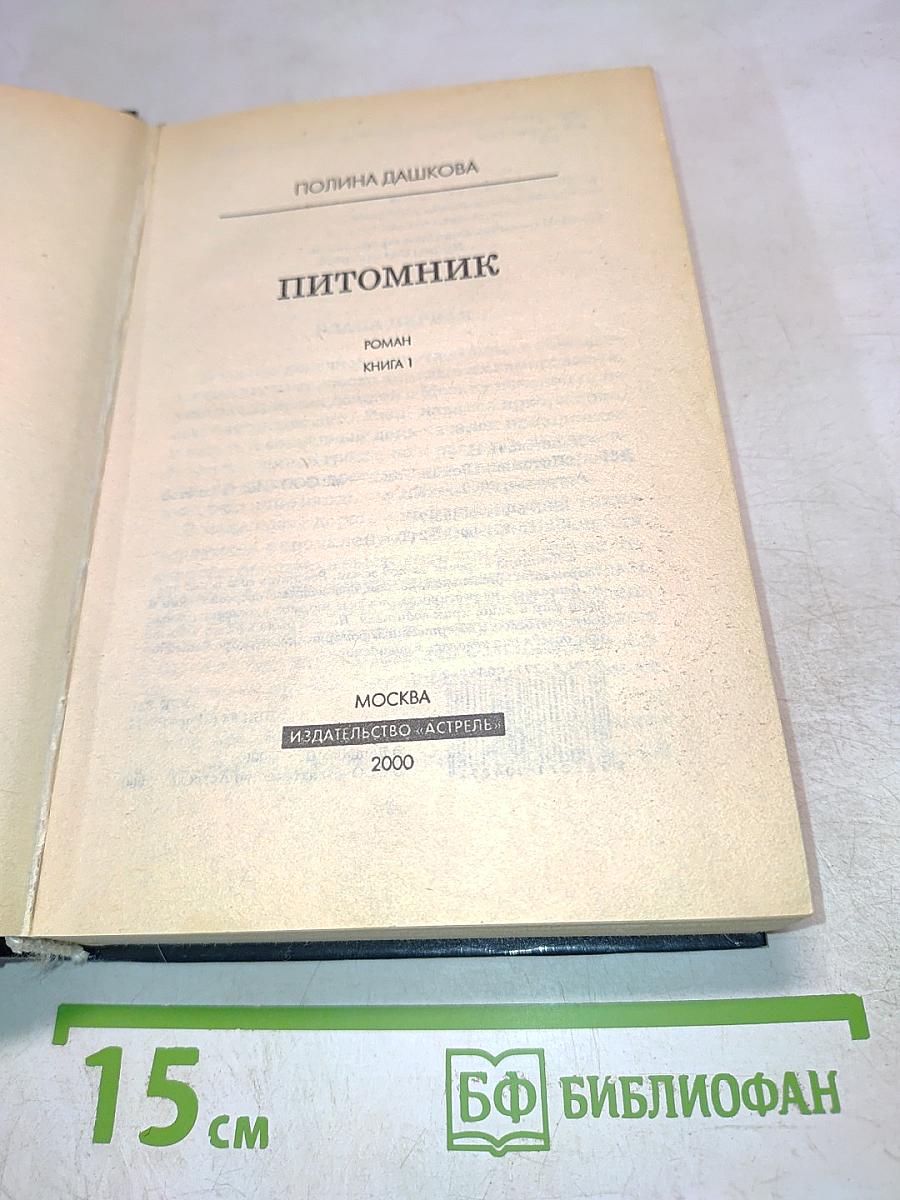 ПОЛИНА ДАШКОВА
ПИТОМНИК
РОМАН
КНИГА 1
МОСКВА
ИЗДАТЕЛЬСТВО «АСТРЕЛЬ»
2000
15 см
БФ БИБЛИОФАН